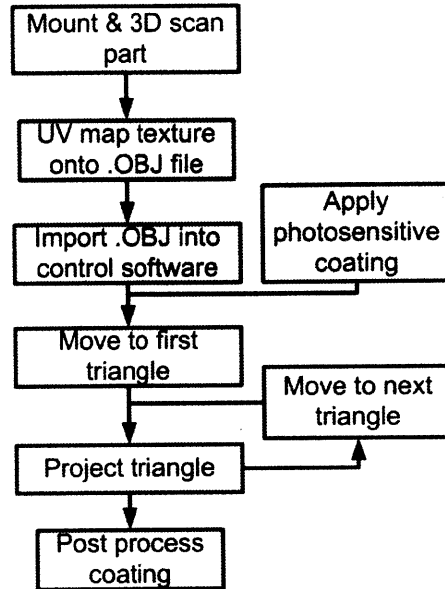 Mount & 3D scan
part
UV map texture
onto .OBJ file
Import .OBJ into
control software
Apply
photosensitive
coating
Move to first
triangle
Move to next
triangle
Project triangle
Post process
coating